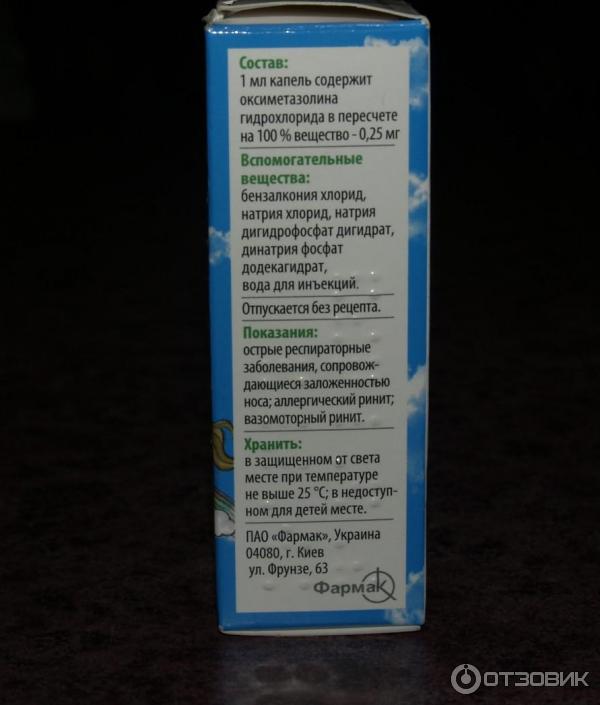 Состав:
1 мл капель содержит
оксиметазолина
гидрохлорида в пересчете
на 100 % вещество - 0,25 мг
Вспомогательные
вещества:
бензалкония хлорид,
натрия хлорид, натрия
дигидрофосфат дигидрат,
динатрия фосфат
додекагидрат,
вода для инъекций.
Отпускается без рецепта.
Показания:
острые респираторные
заболевания, сопровож-
дающиеся заложенностью
носа; аллергический ринит;
вазомоторный ринит.
Хранить:
в защищенном от света
месте при температуре
не выше 25 °C; в недоступ-
ном для детей месте.
ПАО «Фармак», Украина
04080, г. Киев
ул. Фрунзе, 63
Фармак
ОТЗОВИК